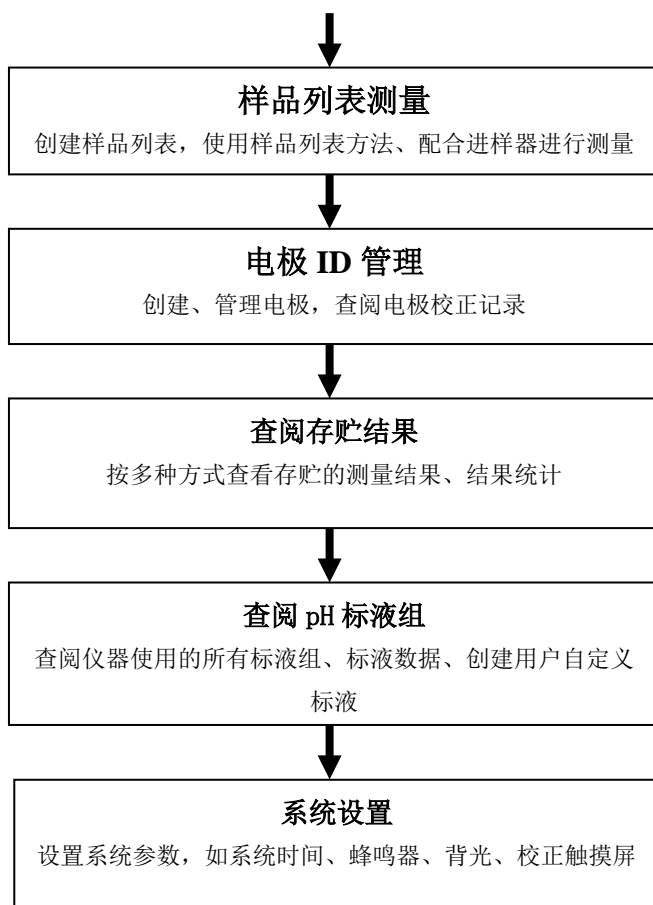 样品列表测量
创建样品列表，使用样品列表方法、配合进样器进行测量
电极 ID 管理
创建、管理电极，查阅电极校正记录
查阅存贮结果
按多种方式查看存贮的测量结果、结果统计
查阅 pH 标液组
查阅仪器使用的所有标液组、标液数据、创建用户自定义
标液
系统设置
设置系统参数，如系统时间、蜂鸣器、背光、校正触摸屏